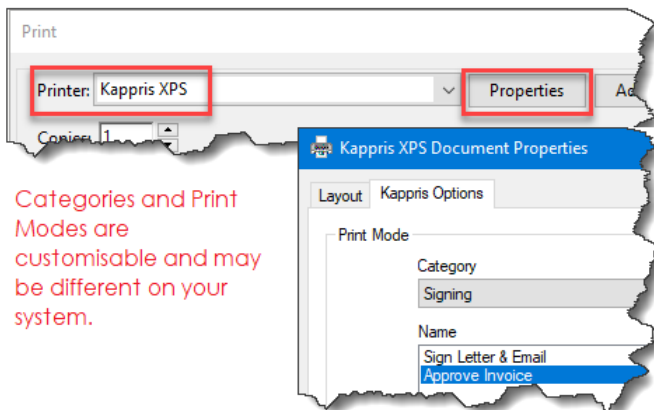 Print
Printer: Kappris XPS Properties
Copies: 1
Kappris XPS Document Properties
Layout Kappris Options
Print Mode
Category
Signing
Name
Sign Letter & Email
Approve Invoice
Categories and Print
Modes are
customisable and may
be different on your
system.